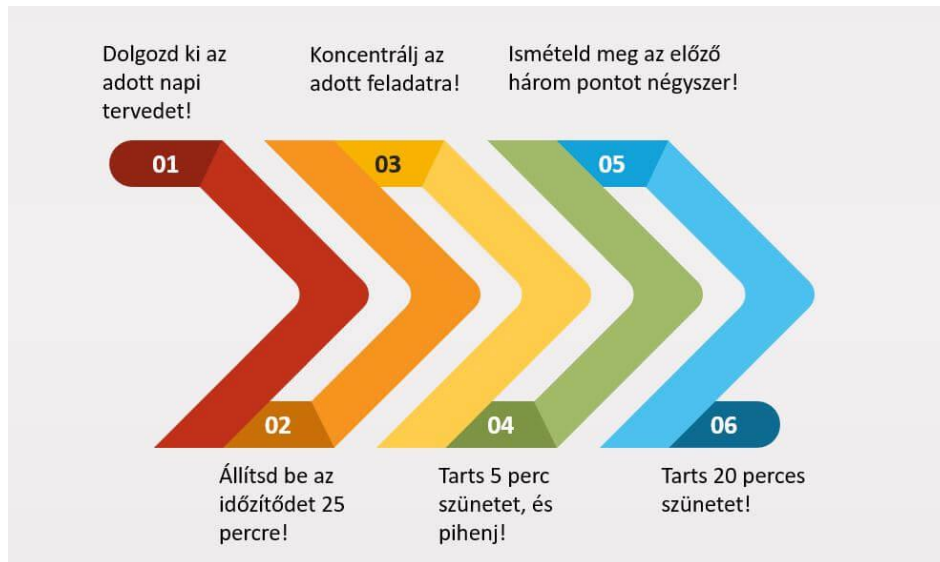 01
Dolgozd ki az
adott napi
tervedet!
02
Állítsd be az
időzítődet 25
percre!
03
Koncentrálj az
adott feladatra!
04
Tarts 5 perc
szünetet, és
pihenj!
05
Ismételd meg az előző
három pontot négyszer!
06
Tarts 20 perces
szünetet!